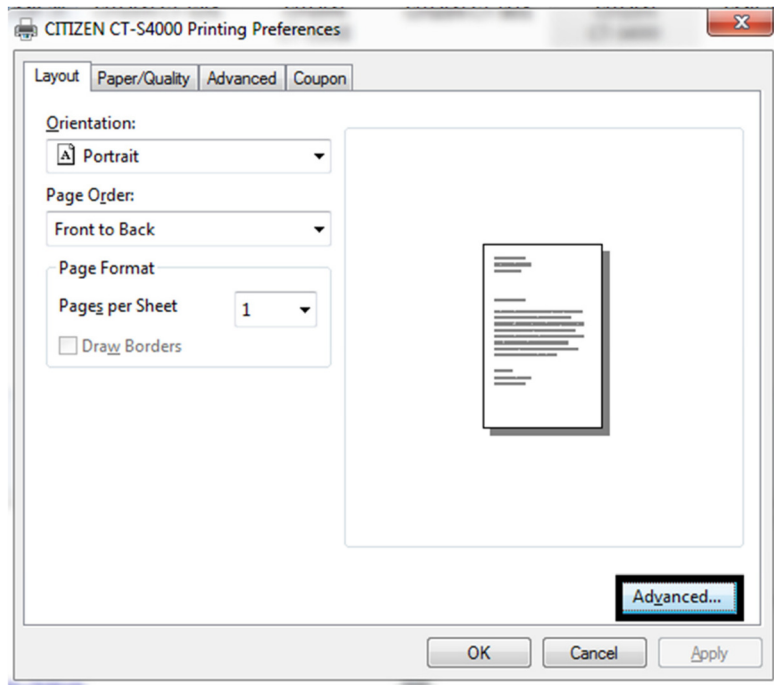 CITIZEN CT-S4000 Printing Preferences
Layout Paper/Quality Advanced Coupon
Orientation:
Portrait
Page Order:
Front to Back
Page Format
Pages per Sheet 1
Draw Borders
Advanced...
OK Cancel Apply